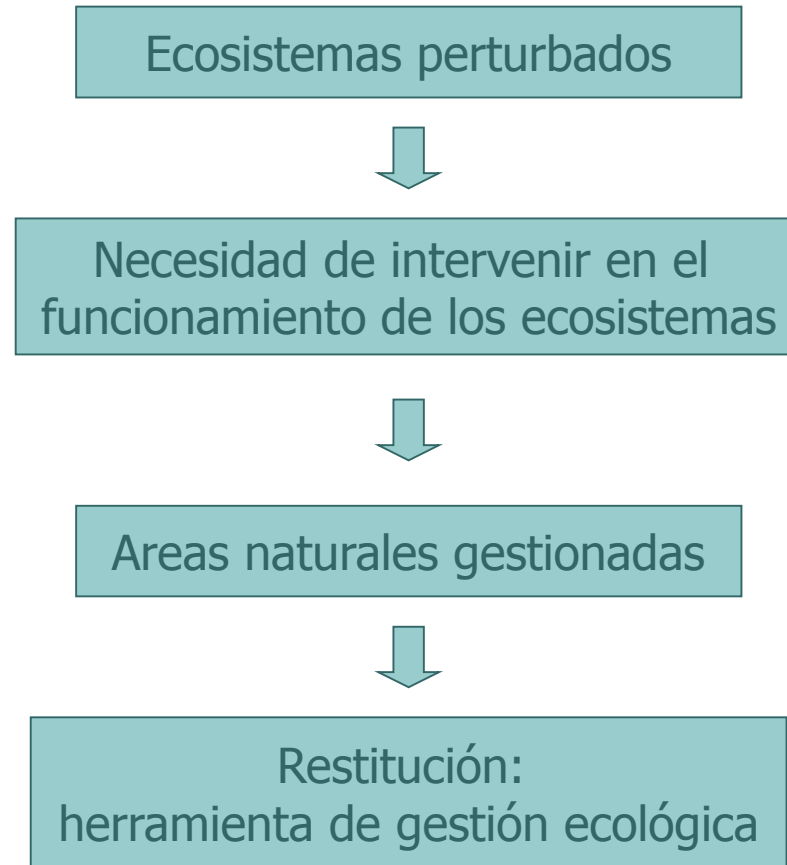 Ecosistemas perturbados
Necesidad de intervenir en el
funcionamiento de los ecosistemas
Areas naturales gestionadas
Restitución:
herramienta de gestión ecológica